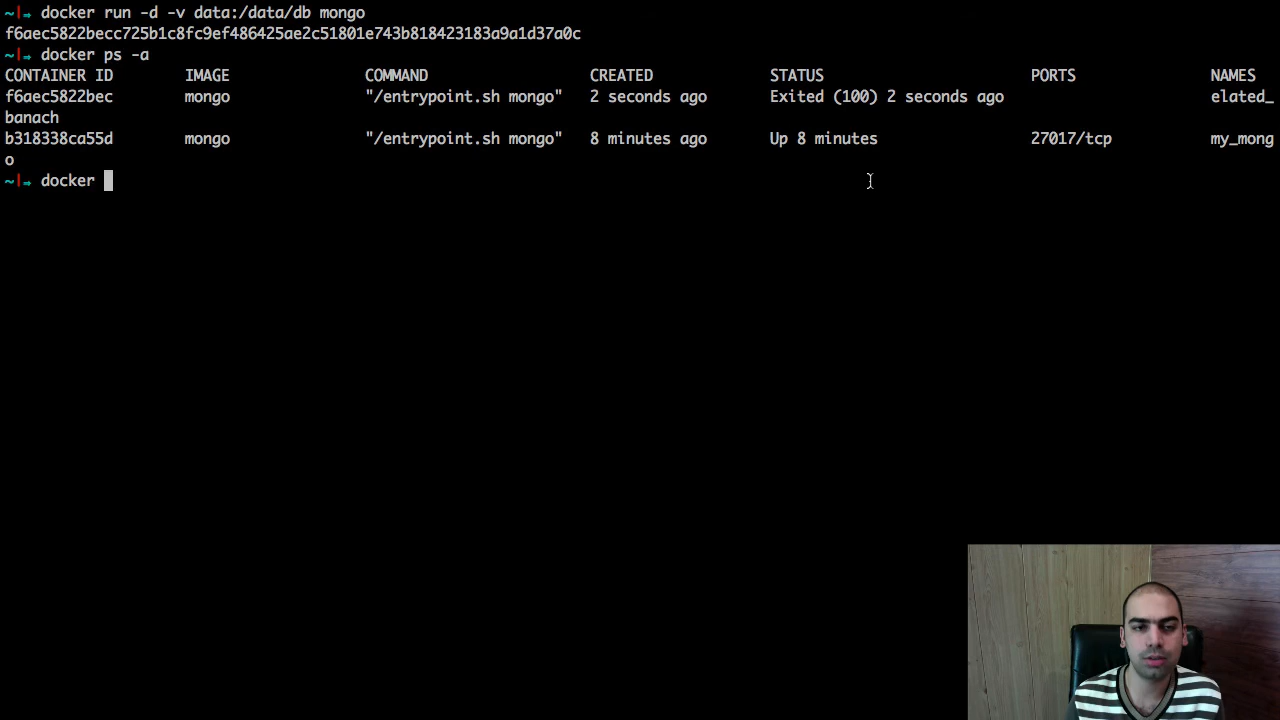 ~|⇒ docker run -d -v data:/data/db mongo
f6aec5822becc725b1c8fc9ef486425ae2c51801e743b818423183a9a1d37a0c
~|⇒ docker ps -a
CONTAINER ID IMAGE COMMAND CREATED STATUS PORTS NAMES
f6aec5822bec mongo "/entrypoint.sh mongo" 2 seconds ago Exited (100) 2 seconds ago elated_
banach
b318338ca55d mongo "/entrypoint.sh mongo" 8 minutes ago Up 8 minutes 27017/tcp my_mong
o
~|⇒ docker